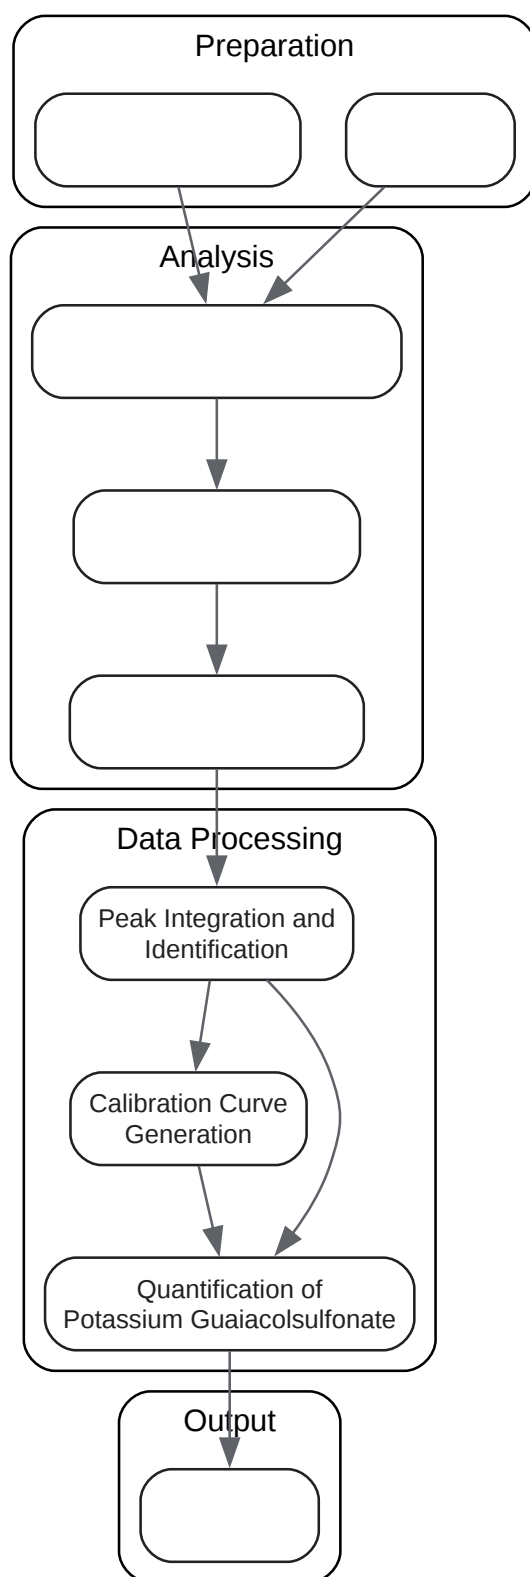 Preparation
Analysis
Data Processing
Peak Integration and
Identification
Calibration Curve
Generation
Quantification of
Potassium Guaiacolsulfonate
Output